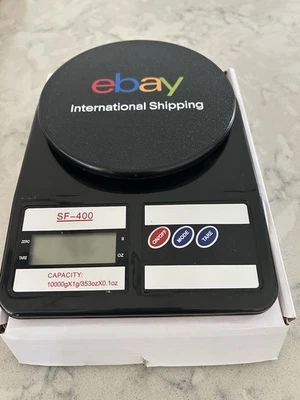 ebay
International Shipping
SF-400
ZERO
g
TARE
OZ
ON/OFF
MODE
TARE
CAPACITY:
10000gX1g/353ozX0.1oz